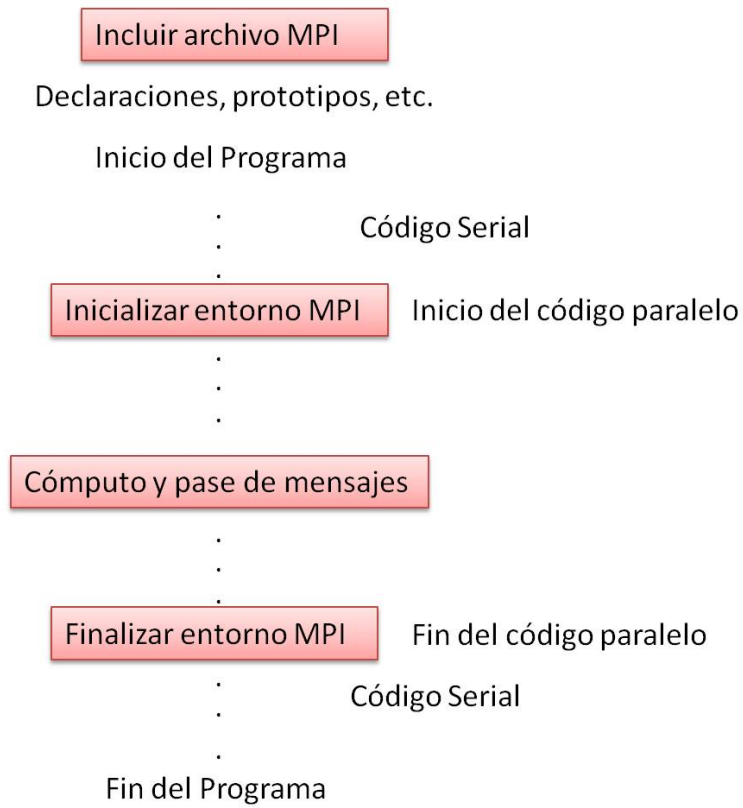 Incluir archivo MPI
Declaraciones, prototipos, etc.
Inicio del Programa
.
Código Serial
.
.
Inicializar entorno MPI Inicio del código paralelo
.
.
.
Cómputo y pase de mensajes
.
.
.
Finalizar entorno MPI Fin del código paralelo
.
Código Serial
.
.
Fin del Programa